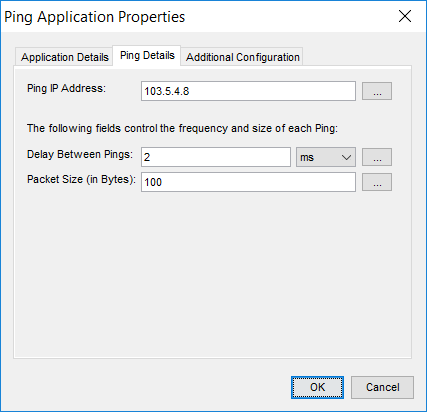 Ping Application Properties
Application Details Ping Details Additional Configuration
Ping IP Address: 103.5.4.8 ...
The following fields control the frequency and size of each Ping:
Delay Between Pings: 2 ms ...
Packet Size (in Bytes): 100 ...
OK Cancel